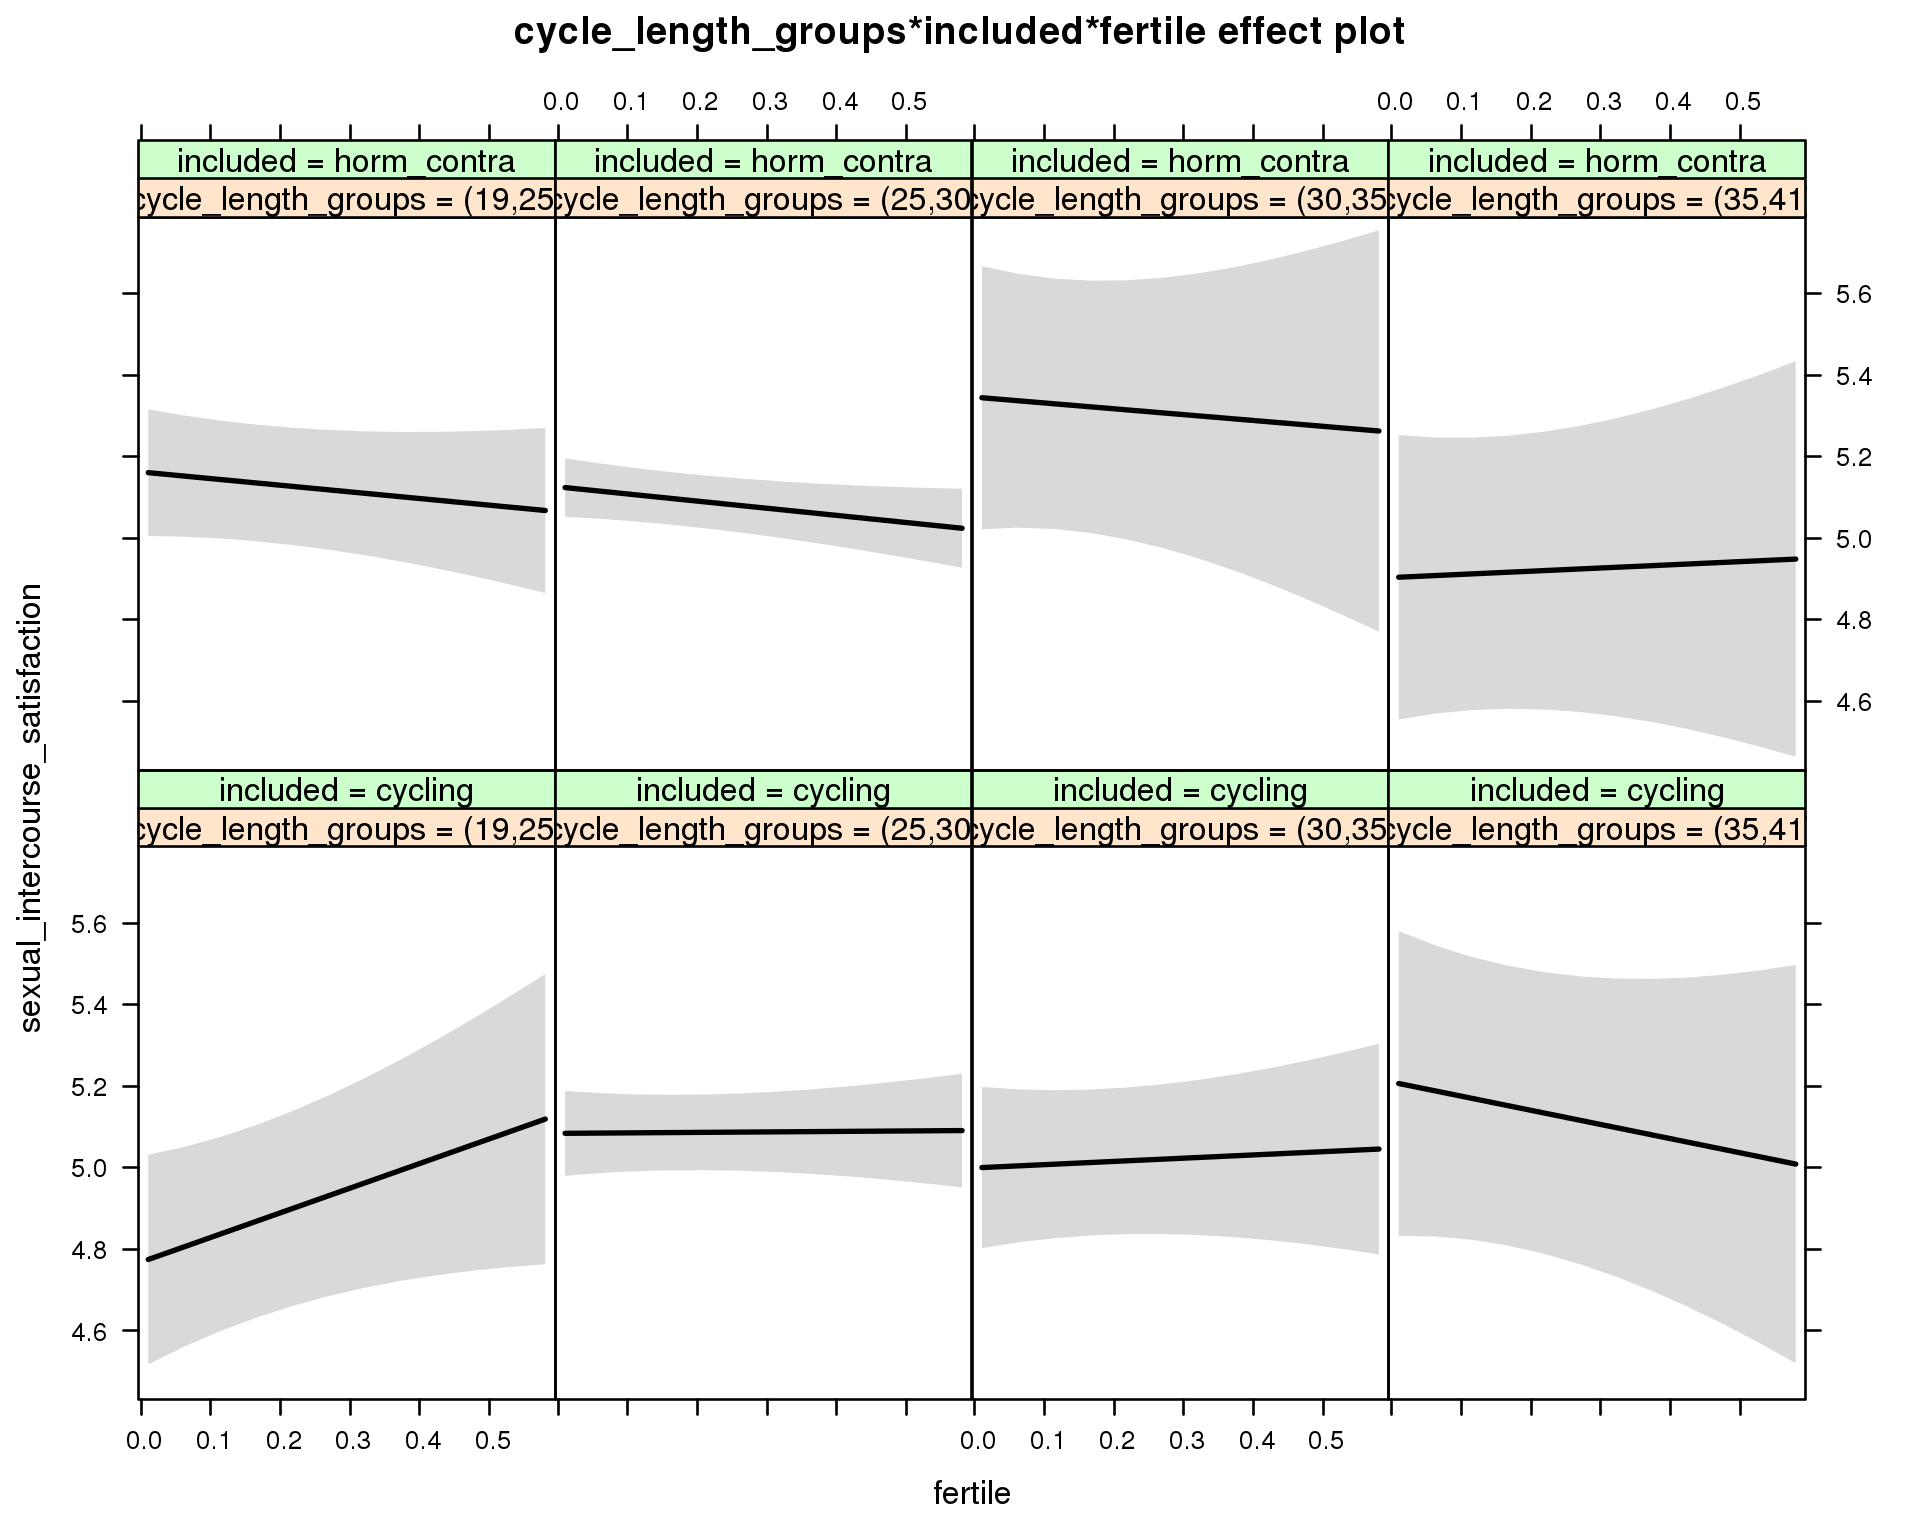 cycle_length_groups*included*fertile effect plot
0.0 0.1 0.2 0.3 0.4 0.5 0.0 0.1 0.2 0.3 0.4 0.5
included = horm_contra included = horm_contra included = horm_contra included = horm_contra
cycle_length_groups = (19,25 cycle_length_groups = (25,30 cycle_length_groups = (30,35 cycle_length_groups = (35,41
5.6
5.4
5.2
5.0
4.8
4.6
sexual_intercourse_satisfaction
included = cycling included = cycling included = cycling included = cycling
cycle_length_groups = (19,25 cycle_length_groups = (25,30 cycle_length_groups = (30,35 cycle_length_groups = (35,41
5.6
5.4
5.2
5.0
4.8
4.6
0.0 0.1 0.2 0.3 0.4 0.5 0.0 0.1 0.2 0.3 0.4 0.5
fertile